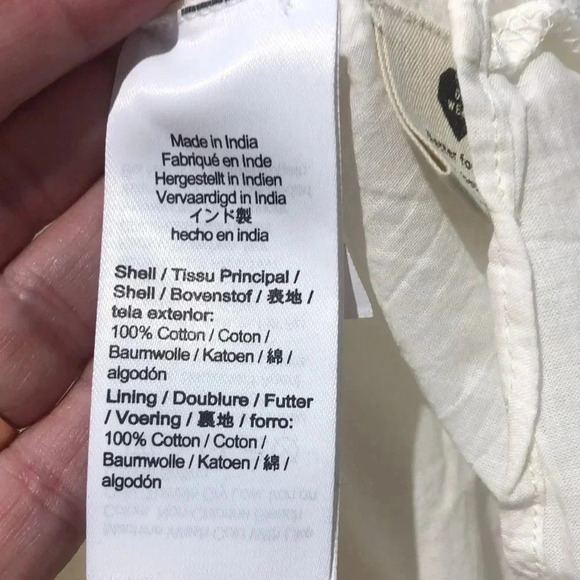 Made in India
Fabriqué en Inde
Hergestellt in Indien
Vervaardigd in India
インド製
hecho en india
Shell / Tissu Principal /
Shell / Bovenstof / 表地 /
tela exterior:
100% Cotton / Coton /
Baumwolle / Katoen / 綿 /
algodón
Lining / Doublure / Futter
/ Voering / 裏地 / forro:
100% Cotton / Coton /
Baumwolle / Katoen / 綿 /
algodón